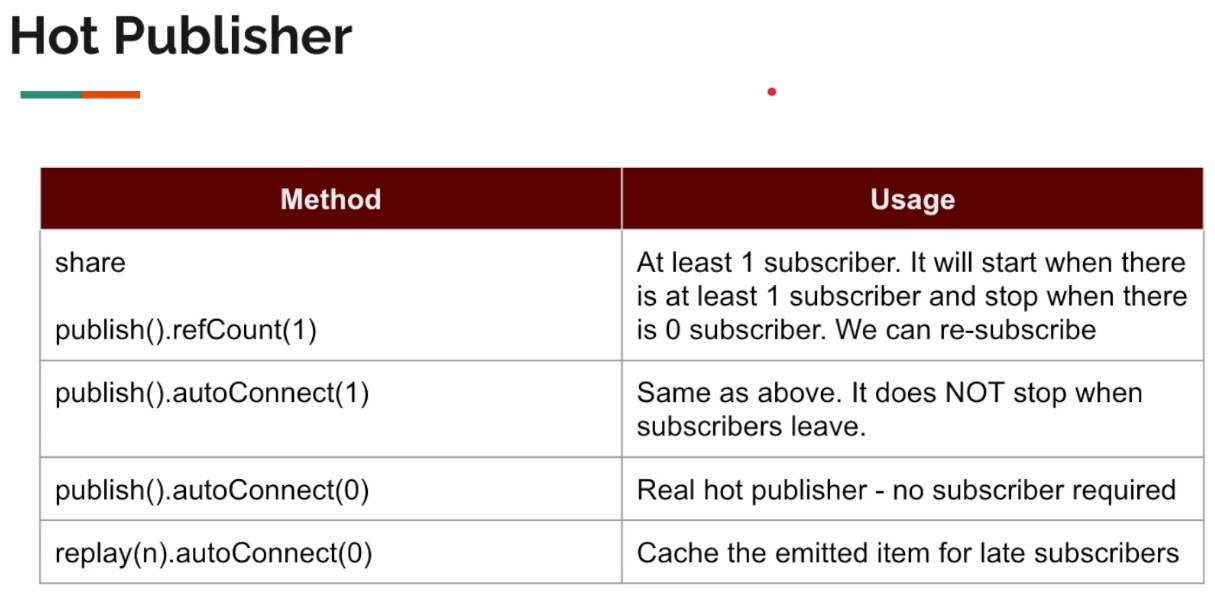 Hot Publisher
Method
Usage
share
publish().refCount(1)
At least 1 subscriber. It will start when there
is at least 1 subscriber and stop when there
is 0 subscriber. We can re-subscribe
publish().autoConnect(1)
Same as above. It does NOT stop when
subscribers leave.
publish().autoConnect(0)
Real hot publisher - no subscriber required
replay(n).autoConnect(0)
Cache the emitted item for late subscribers